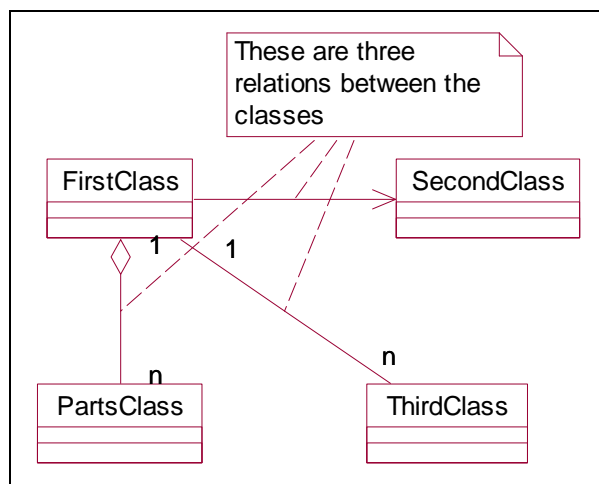 These are three
relations between the
classes
FirstClass
SecondClass
1
1
n
n
PartsClass
ThirdClass